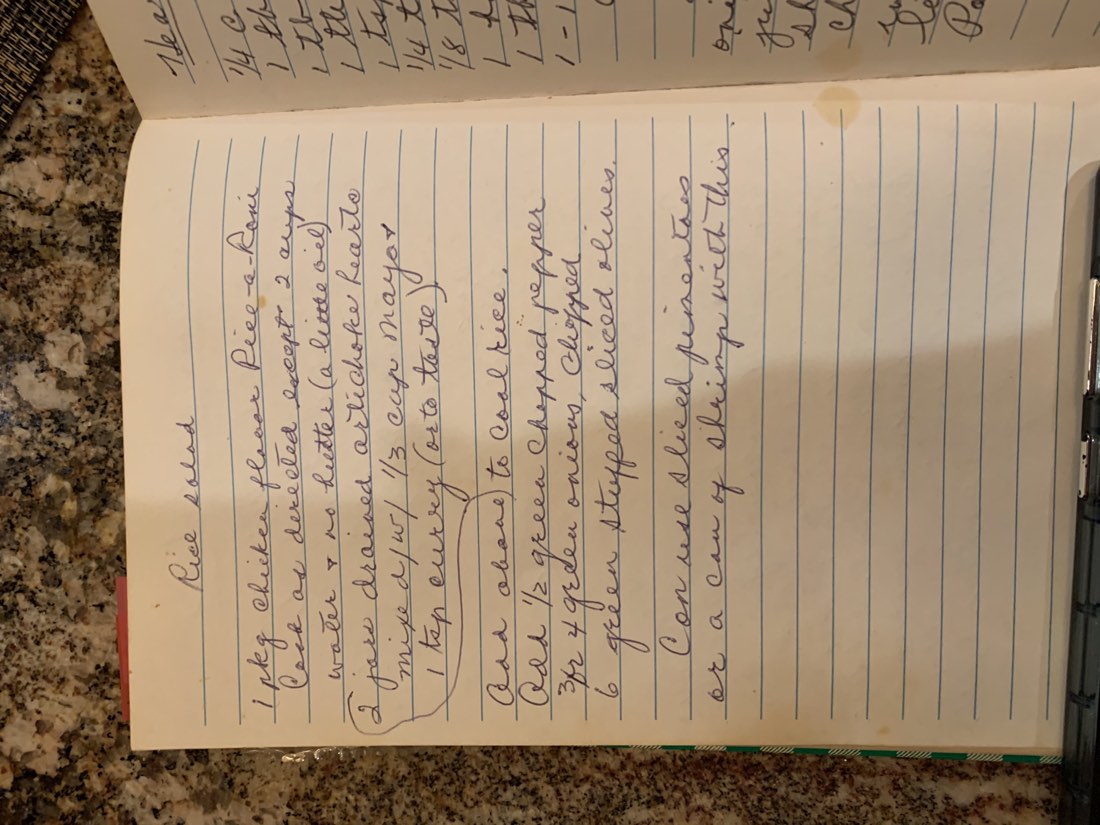 Rice salad
1 pkg chicken flavor Rice-a-Roni
Cook as directed except 2 cups
water + no butter (a little oil)
2 jars drained artichoke hearts
mixed/w/ 1/3 cup mayo +
1 tsp curry (or to taste)
Add above) to cool rice.
Add 1/2 green chopped pepper
3 or 4 green onions, chopped
6 green stuffed sliced olives.
Can use sliced pimentoes
or a can of shrimp with this.
1/4 c
1
1
1
1 tsp
1/4
1/8
1
1
1 - 1